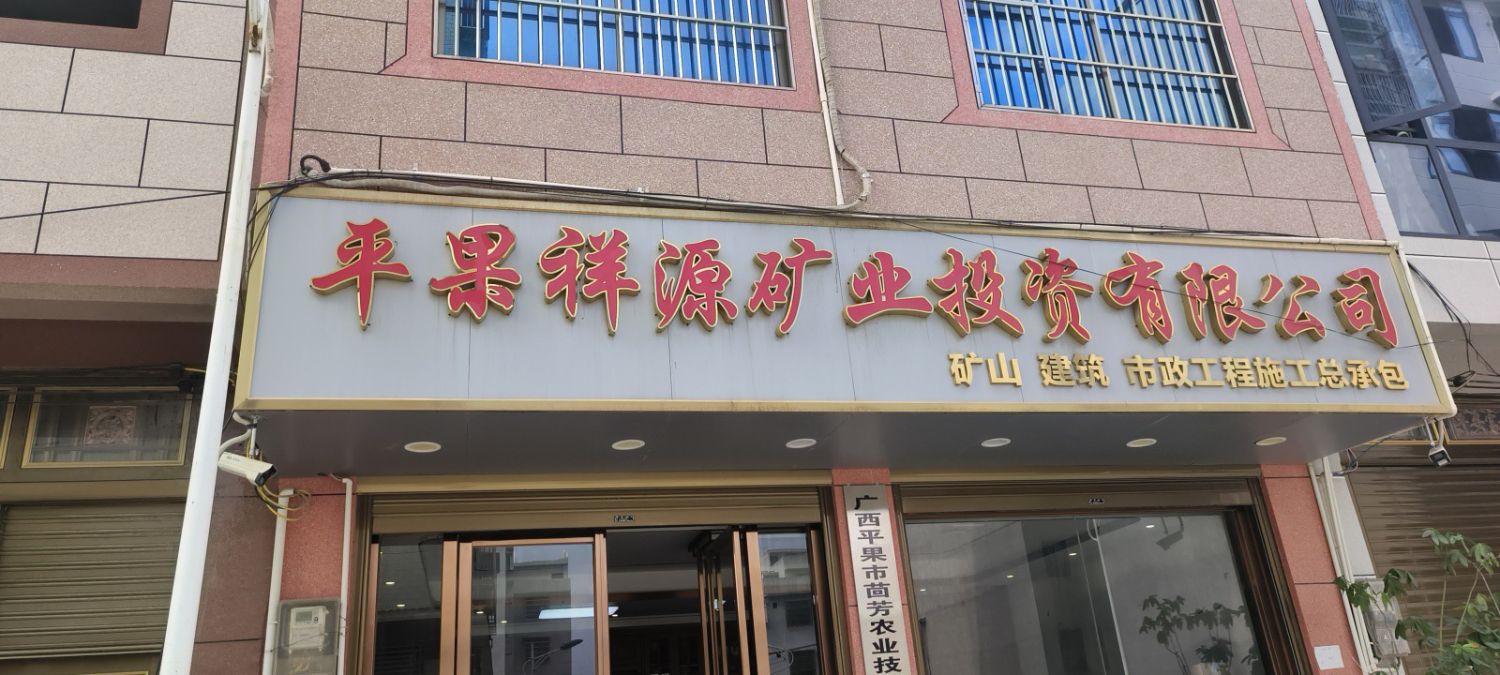 平果祥源矿业投资有限公司
矿山 建筑 市政工程施工总承包
广西平果市茴芳农业技